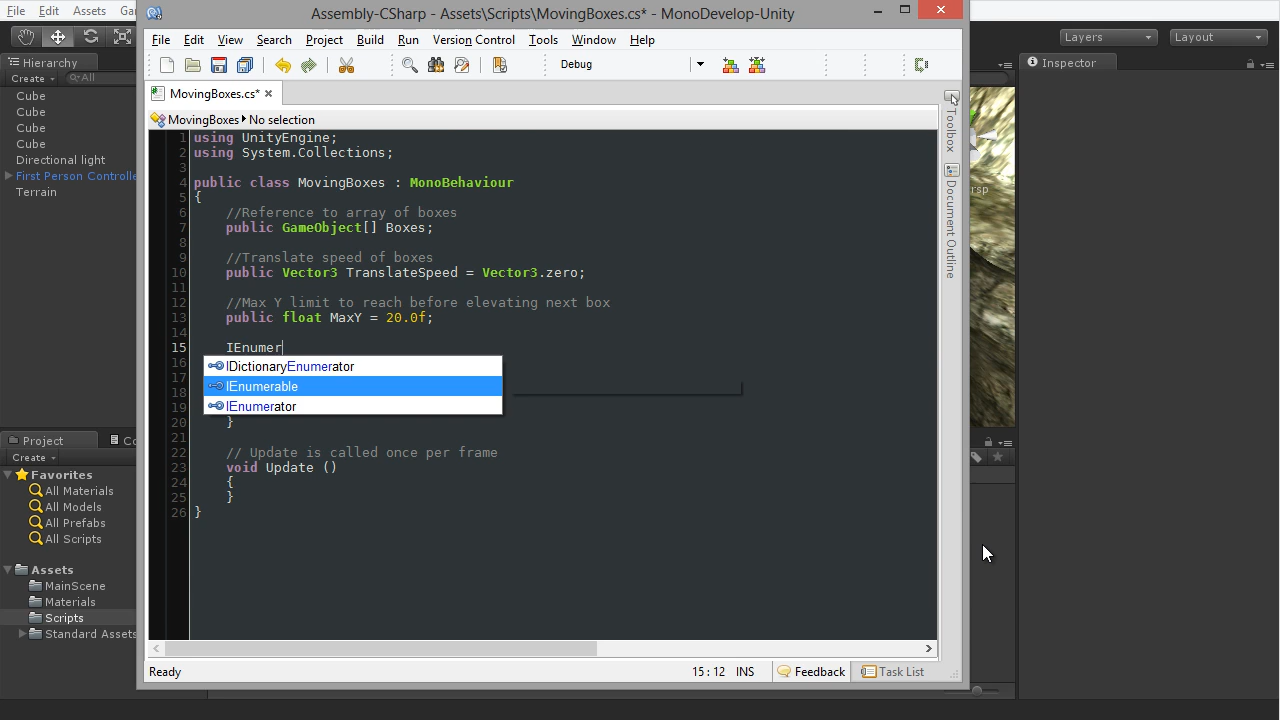 File Edit Assets Ga
Assembly-CSharp - Assets\Scripts\MovingBoxes.cs* - MonoDevelop-Unity
File Edit View Search Project Build Run Version Control Tools Window Help
Debug
Layers
Layout
Hierarchy
Create
All
Cube
Cube
Cube
Cube
Directional light
First Person Controlle
Terrain
Inspector
MovingBoxes.cs*
MovingBoxes No selection
1 using UnityEngine;
2 using System.Collections;
3
4 public class MovingBoxes : MonoBehaviour
5 {
6 //Reference to array of boxes
7 public GameObject[] Boxes;
8
9 //Translate speed of boxes
10 public Vector3 TranslateSpeed = Vector3.zero;
11
12 //Max Y limit to reach before elevating next box
13 public float MaxY = 20.0f;
14
15 IEnumer
16
IDictionaryEnumerator
17
18
IEnumerable
19
IEnumerator
20 }
21
22 // Update is called once per frame
23 void Update ()
24 {
25 }
26 }
Toolbox
Document Outline
rsp
Project
Co
Create
Favorites
All Materials
All Models
All Prefabs
All Scripts
Assets
MainScene
Materials
Scripts
Standard Assets
Ready
15 : 12 INS
Feedback
Task List